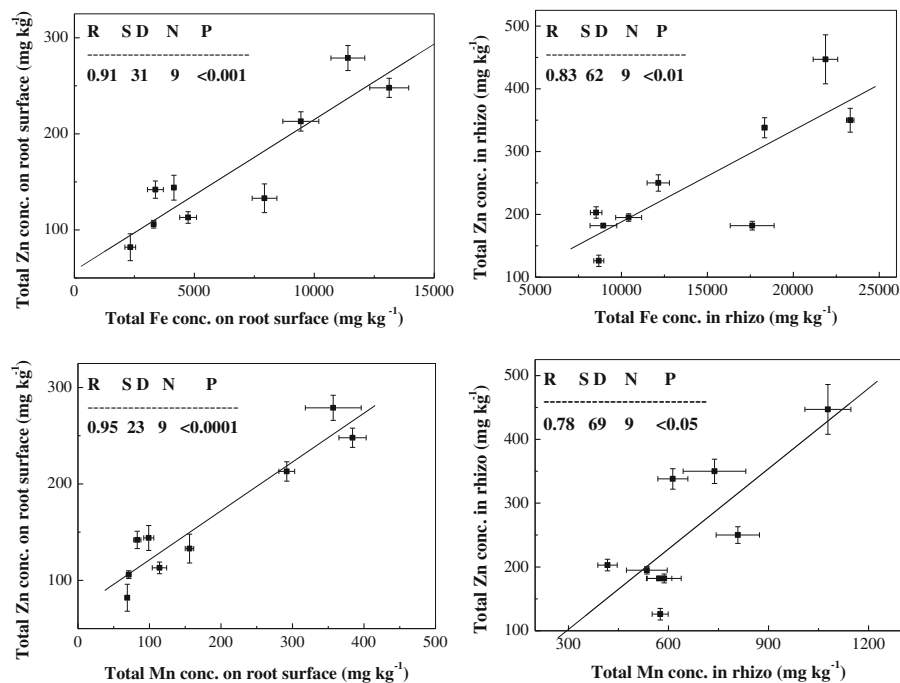 R S D N P
0.91 31 9 <0.001
300
200
100
0 5000 10000 15000
Total Zn conc. on root surface (mg kg⁻¹)
Total Fe conc. on root surface (mg kg⁻¹)
R S D N P
0.83 62 9 <0.01
500
450
400
350
300
250
200
150
100
5000 10000 15000 20000 25000
Total Zn conc. in rhizo (mg kg⁻¹)
Total Fe conc. in rhizo (mg kg⁻¹)
R S D N P
0.95 23 9 <0.0001
300
200
100
0 100 200 300 400 500
Total Zn conc. on root surface (mg kg⁻¹)
Total Mn conc. on root surface (mg kg⁻¹)
R S D N P
0.78 69 9 <0.05
500
400
300
200
100
300 600 900 1200
Total Zn conc. in rhizo (mg kg⁻¹)
Total Mn conc. in rhizo (mg kg⁻¹)